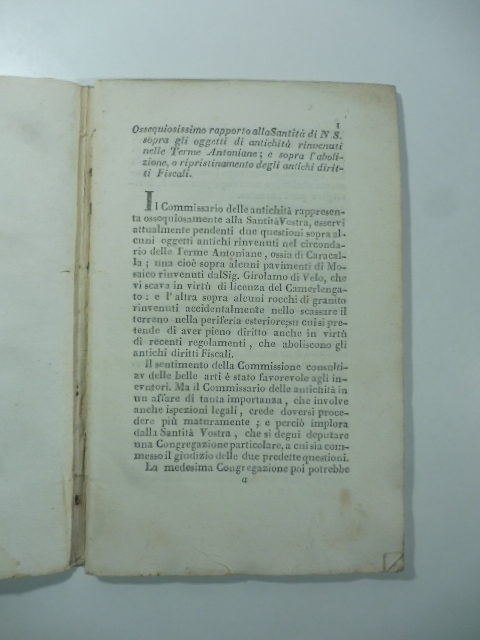 1
Ossequiosissimo rapporto alla Santità di N. S.
sopra gli oggetti di antichità rinvenuti
nelle Terme Antoniane; e sopra l'aboli-
zione, o ripristinamento degli antichi dirit-
ti Fiscali.
Il Commissario delle antichità rappresen-
ta ossequiosamente alla Santità Vostra, esservi
attualmente pendenti due questioni sopra al-
cuni oggetti antichi rinvenuti nel circonda-
rio delle Terme Antoniane, ossia di Caracal-
la; una cioè sopra alcuni pavimenti di Mo-
saico rinvenuti dal Sig. Girolamo di Velo, che
vi scava in virtù di licenza del Camerlenga-
to: e l'altra sopra alcuni rocchi di granito
rinvenuti accidentalmente nello scassare il
terreno nella periferia esteriore; su cui si pre-
tende di aver pieno diritto anche in virtù
di recenti regolamenti, che aboliscono gli
antichi diritti Fiscali.
Il sentimento della Commissione consulti-
av delle belle arti è stato favorevole agli in-
evntori. Ma il Commissario delle antichità in
un affare di tanta importanza, che involve
anche ispezioni legali, crede doversi proce-
dere più maturamente; e perciò implora
dalla Santità Vostra, che si degni deputare
una Congregazione particolare, a cui sia com-
messo il giudizio delle due predette questioni.
La medesima Congregazione poi potrebbe
a